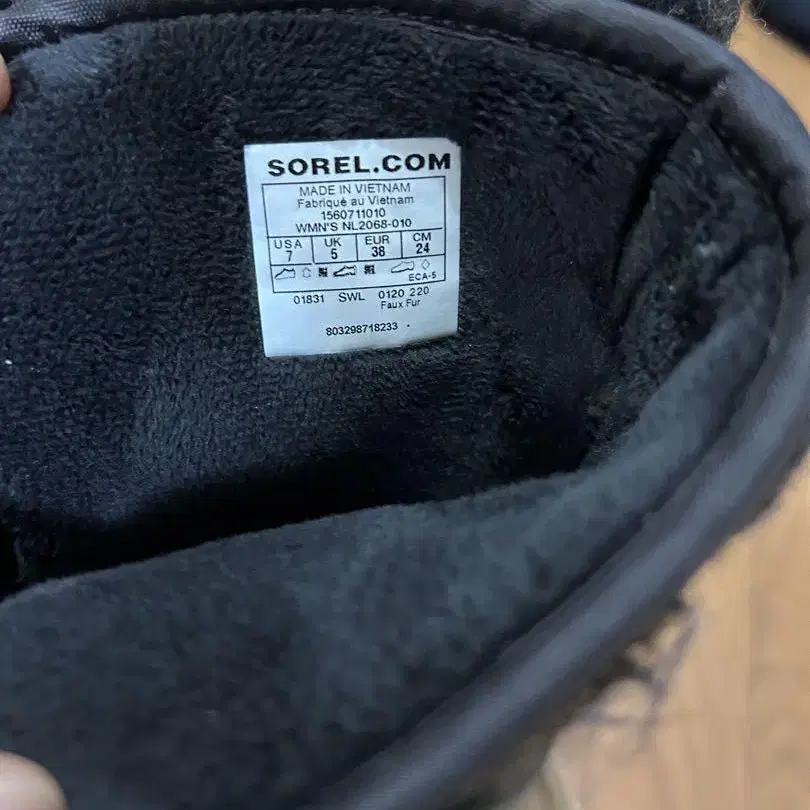 SOREL.COM
MADE IN VIETNAM
Fabriqué au Vietnam
1560711010
WMN'S NL2068-010
USA UK EUR CM
7 5 38 24
ECA-5
01831 SWL 0120 220
Faux Fur
803298718233